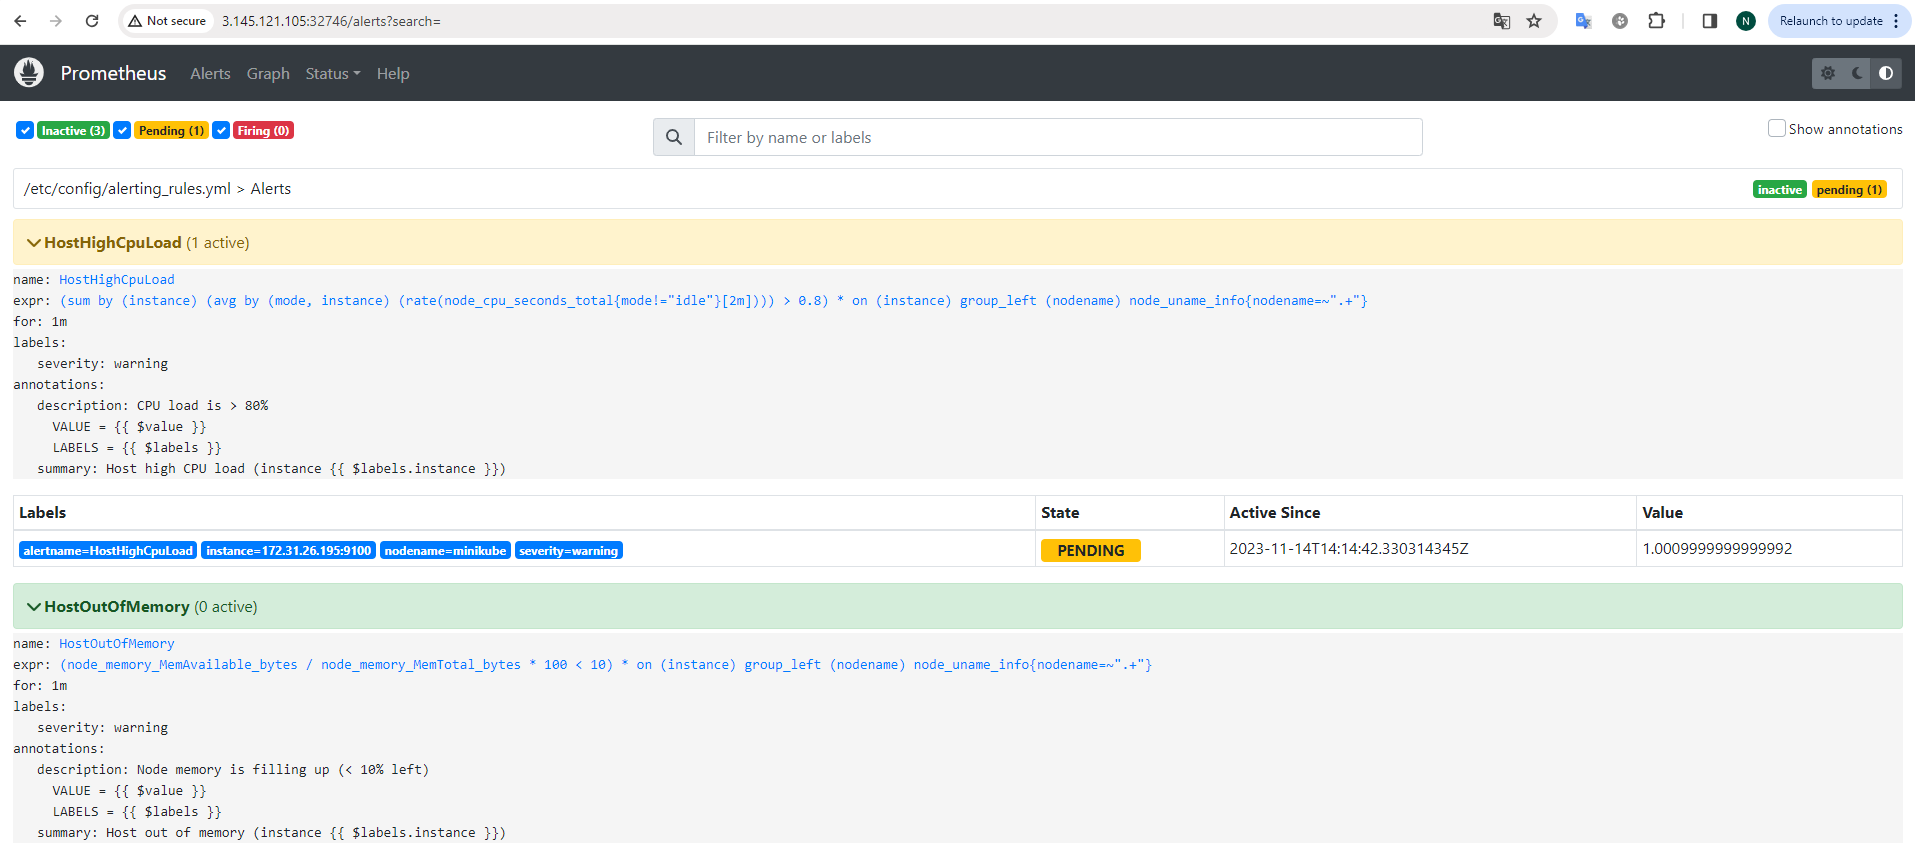 Not secure 3.145.121.105:32746/alerts?search= N Relaunch to update
Prometheus Alerts Graph Status Help
Inactive (3) Pending (1) Firing (0) Filter by name or labels Show annotations
/etc/config/alerting_rules.yml > Alerts inactive pending (1)
HostHighCpuLoad (1 active)
name: HostHighCpuLoad
expr: (sum by (instance) (avg by (mode, instance) (rate(node_cpu_seconds_total{mode!="idle"}[2m]))) > 0.8) * on (instance) group_left (nodename) node_uname_info{nodename=~".+"}
for: 1m
labels:
severity: warning
annotations:
description: CPU load is > 80%
VALUE = {{ $value }}
LABELS = {{ $labels }}
summary: Host high CPU load (instance {{ $labels.instance }})
Labels State Active Since Value
alertname=HostHighCpuLoad instance=172.31.26.195:9100 nodename=minikube severity=warning PENDING 2023-11-14T14:14:42.330314345Z 1.0009999999999992
HostOutOfMemory (0 active)
name: HostOutOfMemory
expr: (node_memory_MemAvailable_bytes / node_memory_MemTotal_bytes * 100 < 10) * on (instance) group_left (nodename) node_uname_info{nodename=~".+"}
for: 1m
labels:
severity: warning
annotations:
description: Node memory is filling up (< 10% left)
VALUE = {{ $value }}
LABELS = {{ $labels }}
summary: Host out of memory (instance {{ $labels.instance }})